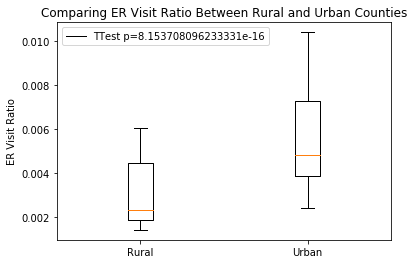 Comparing ER Visit Ratio Between Rural and Urban Counties
TTest p=8.153708096233331e-16
0.010
0.008
0.006
0.004
0.002
ER Visit Ratio
Rural
Urban